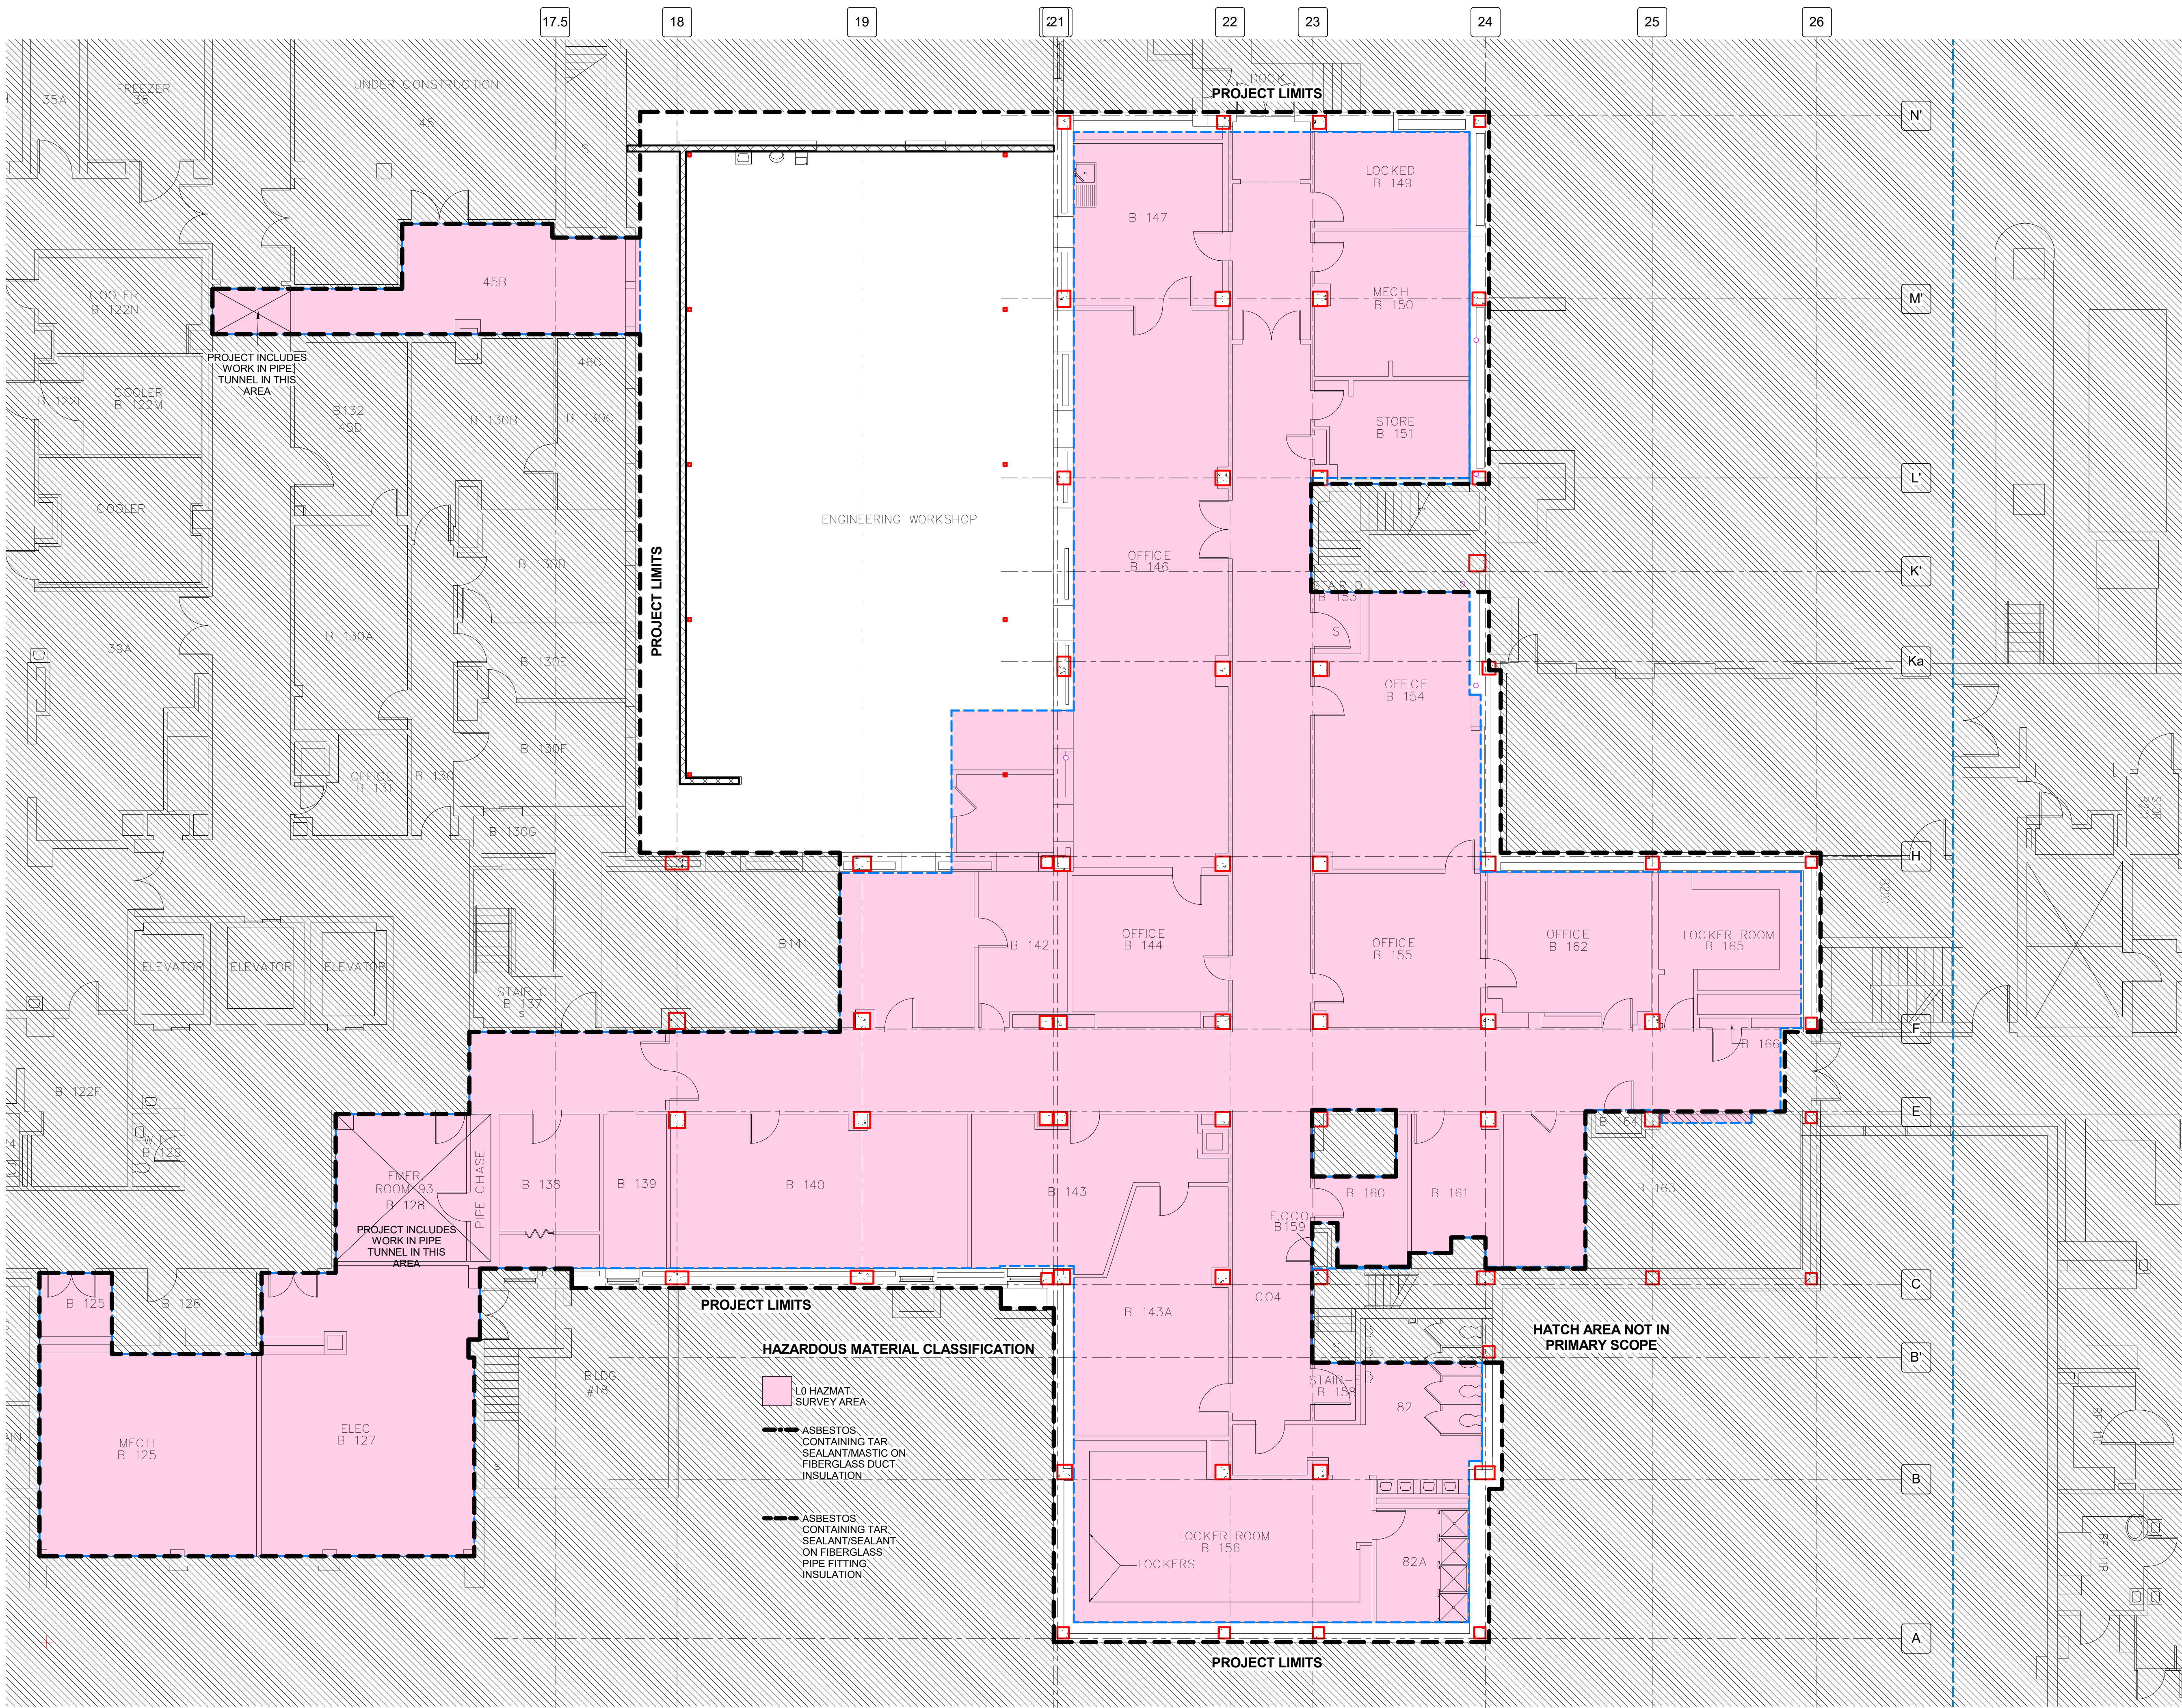 17.5
18
19
21
22
23
24
25
26
N'
M'
L'
K'
Ka
H
F
E
C
B'
B
A
35A
FREEZER
36
UNDER CONSTRUCTION
45
S
DOCK
PROJECT LIMITS
LOCKED
B 149
B 147
45B
COOLER
B 122N
MECH
B 150
PROJECT INCLUDES
WORK IN PIPE
TUNNEL IN THIS
AREA
46C
B 122L
COOLER
B 122M
B132
45D
B 130B
B 130C
STORE
B 151
COOLER
ENGINEERING WORKSHOP
PROJECT LIMITS
B 130D
OFFICE
B 146
STAIR D
B 153
S
39A
B 130A
B 130E
OFFICE
B 154
B 130F
OFFICE
B 131
B 130
B 130G
STOR
B201
B200
ELEVATOR
ELEVATOR
ELEVATOR
STAIR C
B 137
S
B141
B 142
OFFICE
B 144
OFFICE
B 155
OFFICE
B 162
LOCKER ROOM
B 165
B 166
B 122F
B 129
EMER
ROOM 93
B 128
PIPE CHASE
PROJECT INCLUDES
WORK IN PIPE
TUNNEL IN THIS
AREA
B 138
B 139
B 140
B 143
B 160
B 161
B 164
B 163
F.CCO
B159
CO4
B 125
B 126
PROJECT LIMITS
B 143A
HATCH AREA NOT IN
PRIMARY SCOPE
S
BLDG
#18
STAIR-E
B 158
82
MECH
B 125
ELEC
B 127
S
HAZARDOUS MATERIAL CLASSIFICATION
L0 HAZMAT
SURVEY AREA
ASBESTOS
CONTAINING TAR
SEALANT/MASTIC ON
FIBERGLASS DUCT
INSULATION
ASBESTOS
CONTAINING TAR
SEALANT/SEALANT
ON FIBERGLASS
PIPE FITTING
INSULATION
LOCKER ROOM
B 156
LOCKERS
82A
PROJECT LIMITS